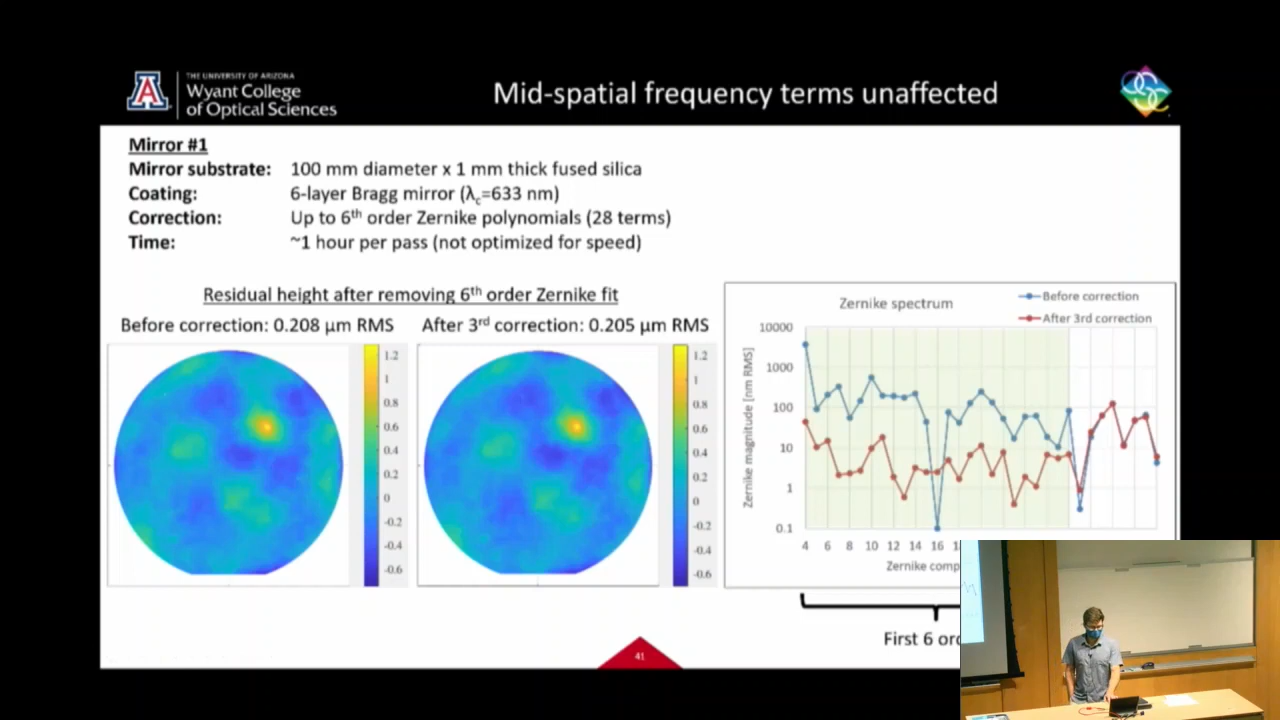 THE UNIVERSITY OF ARIZONA
Wyant College
of Optical Sciences
Mid-spatial frequency terms unaffected
Mirror #1
Mirror substrate: 100 mm diameter x 1 mm thick fused silica
Coating: 6-layer Bragg mirror (λc=633 nm)
Correction: Up to 6th order Zernike polynomials (28 terms)
Time: ~1 hour per pass (not optimized for speed)
Residual height after removing 6th order Zernike fit
Before correction: 0.208 µm RMS
1.2
1
0.8
0.6
0.4
0.2
0
-0.2
-0.4
-0.6
After 3rd correction: 0.205 µm RMS
1.2
1
0.8
0.6
0.4
0.2
0
-0.2
-0.4
-0.6
Zernike spectrum
Before correction
After 3rd correction
Zernike magnitude [nm RMS]
10000
1000
100
10
1
0.1
4 6 8 10 12 14 16
Zernike comp
First 6 ord
41